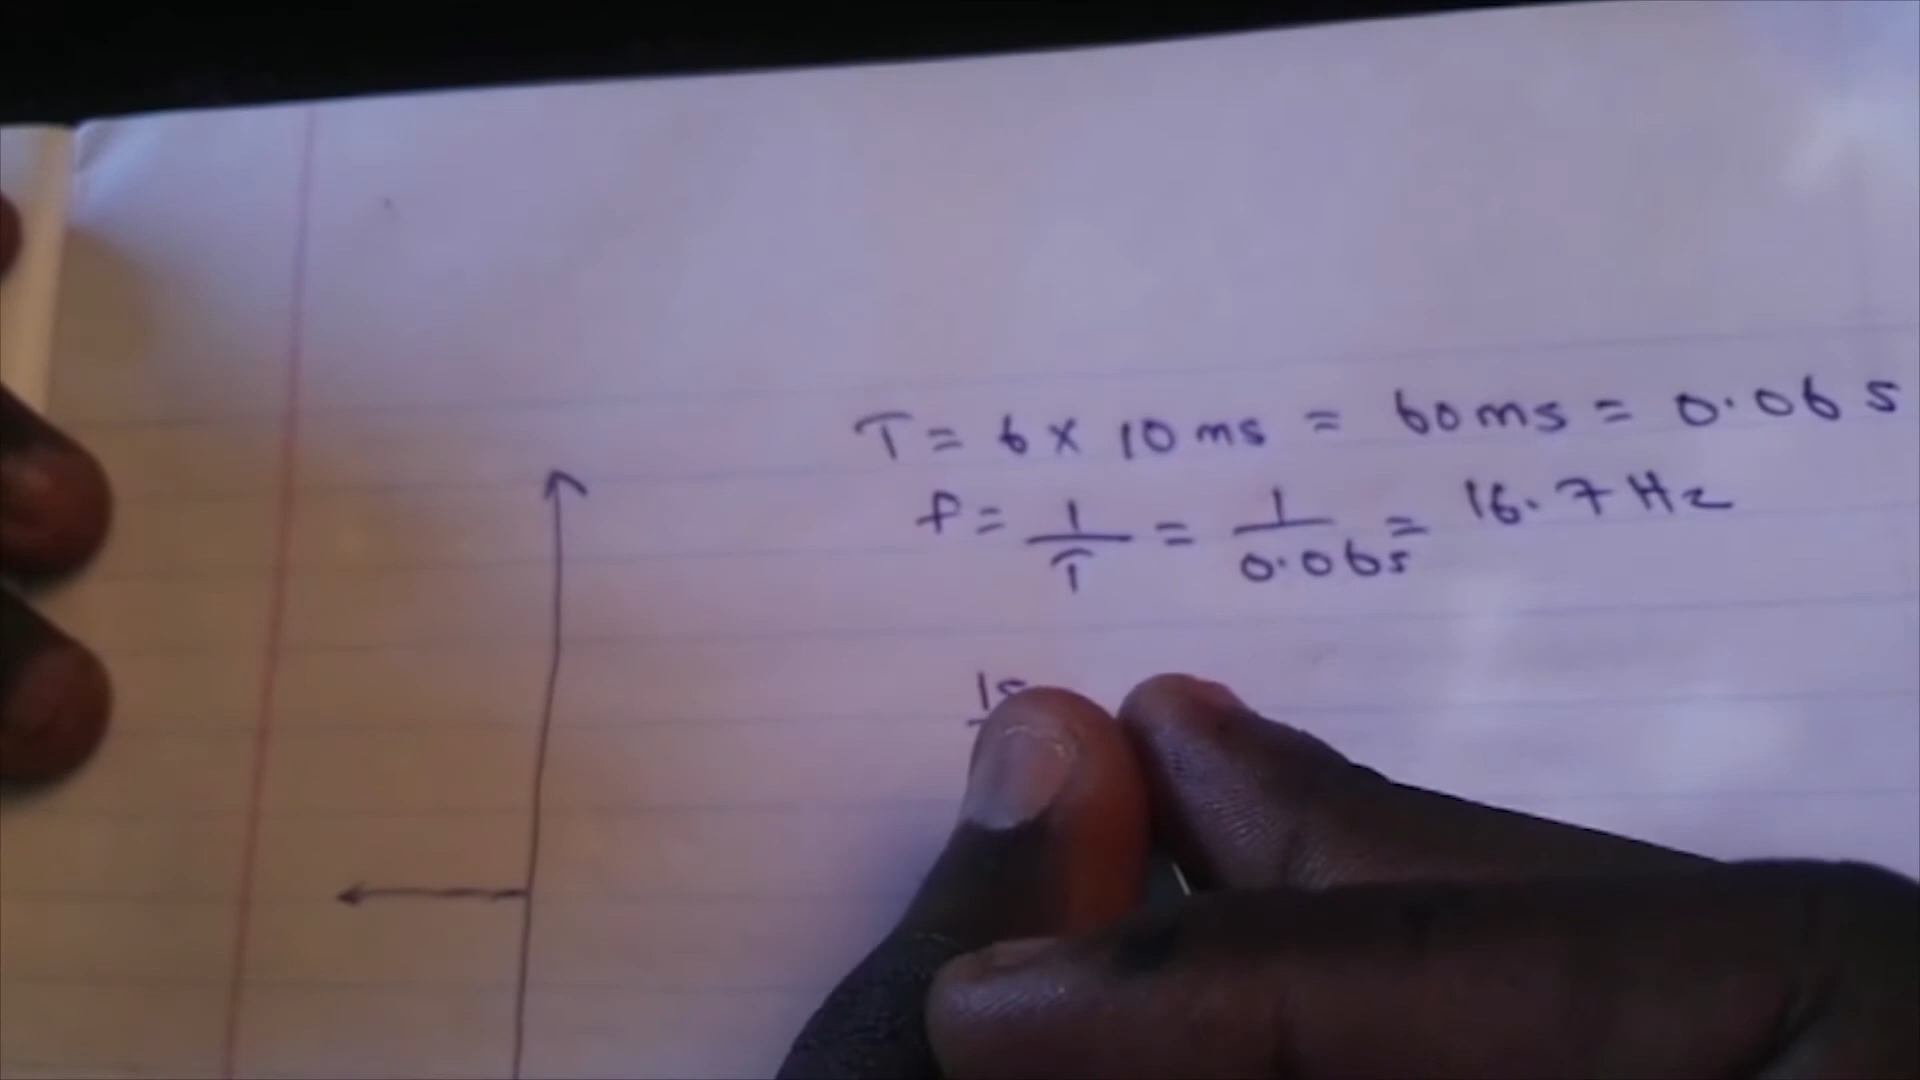 T = 6 x 10 ms = 60 ms = 0.06 s
f = 1/T = 1/0.06s = 16.7 Hz